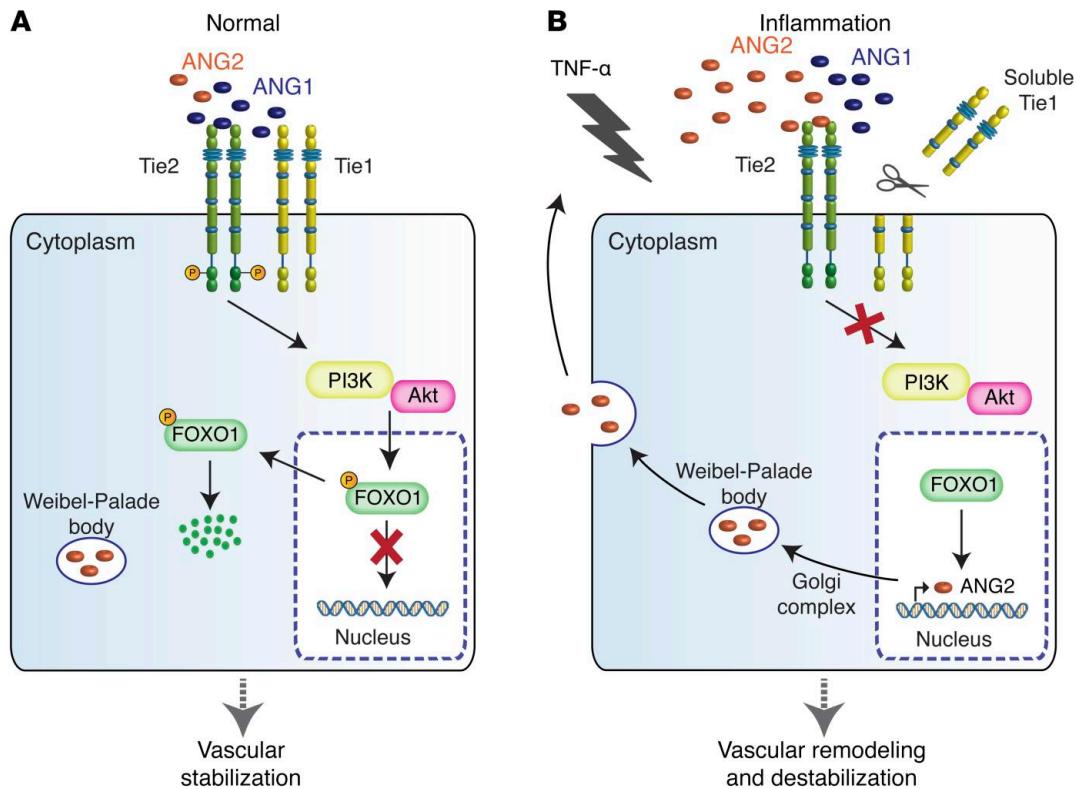 A
Normal
ANG2
ANG1
Tie2
Tie1
Cytoplasm
P
P
PI3K
Akt
P
FOXO1
P
FOXO1
Weibel-Palade
body
Nucleus
Vascular
stabilization
B
Inflammation
TNF-α
ANG2
ANG1
Soluble
Tie1
Tie2
Cytoplasm
PI3K
Akt
Weibel-Palade
body
FOXO1
Golgi
complex
ANG2
Nucleus
Vascular remodeling
and destabilization